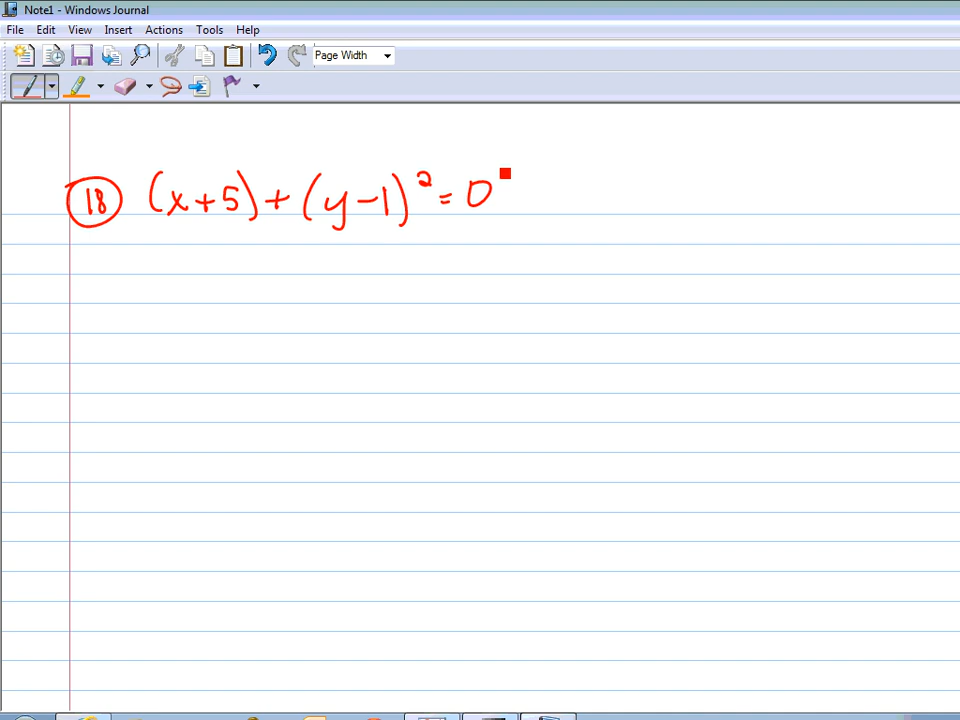 Note1 - Windows Journal
File Edit View Insert Actions Tools Help
Page Width
18 (x+5)+(y-1)²=0